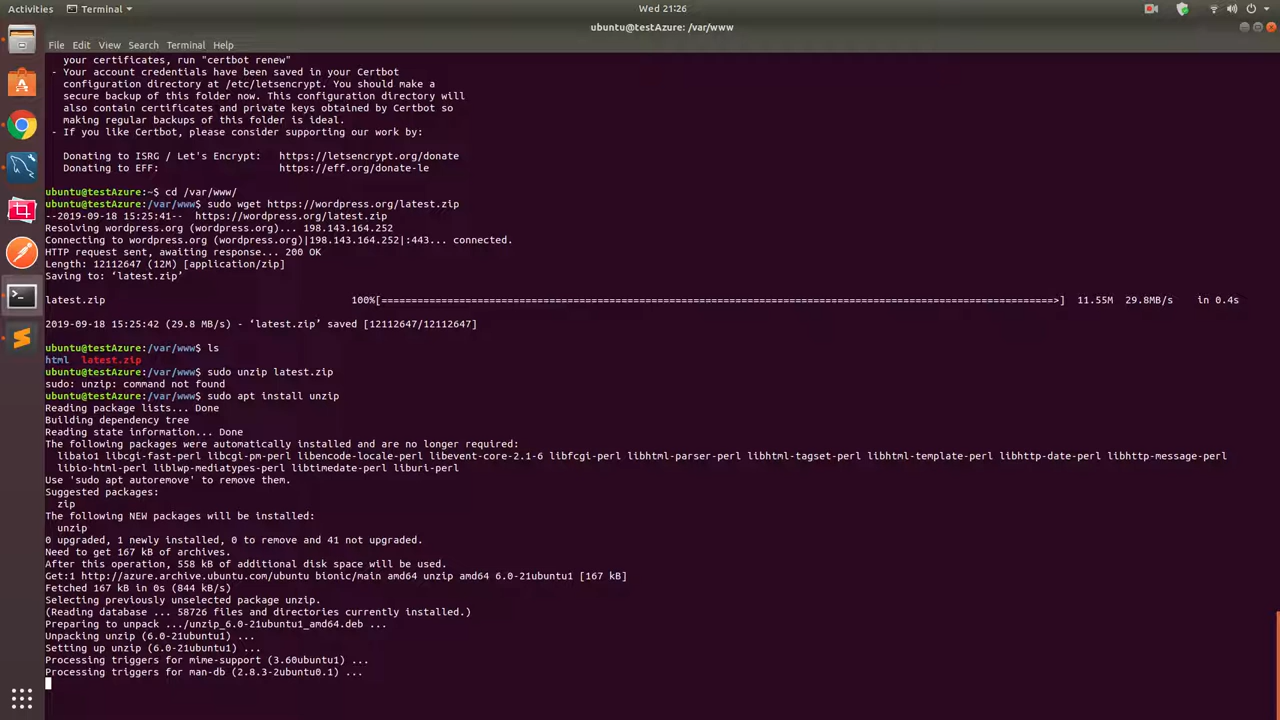 Activities
Terminal
Wed 21:26
ubuntu@testAzure: /var/www
File Edit View Search Terminal Help
your certificates, run "certbot renew"
- Your account credentials have been saved in your Certbot
configuration directory at /etc/letsencrypt. You should make a
secure backup of this folder now. This configuration directory will
also contain certificates and private keys obtained by Certbot so
making regular backups of this folder is ideal.
- If you like Certbot, please consider supporting our work by:
Donating to ISRG / Let's Encrypt: https://letsencrypt.org/donate
Donating to EFF: https://eff.org/donate-le
ubuntu@testAzure:~$ cd /var/www/
ubuntu@testAzure:/var/www$ sudo wget https://wordpress.org/latest.zip
--2019-09-18 15:25:41-- https://wordpress.org/latest.zip
Resolving wordpress.org (wordpress.org)... 198.143.164.252
Connecting to wordpress.org (wordpress.org)|198.143.164.252|:443... connected.
HTTP request sent, awaiting response... 200 OK
Length: 12112647 (12M) [application/zip]
Saving to: ‘latest.zip’
latest.zip 100%[================================================================================================================>] 11.55M 29.8MB/s in 0.4s
2019-09-18 15:25:42 (29.8 MB/s) - ‘latest.zip’ saved [12112647/12112647]
ubuntu@testAzure:/var/www$ ls
html latest.zip
ubuntu@testAzure:/var/www$ sudo unzip latest.zip
sudo: unzip: command not found
ubuntu@testAzure:/var/www$ sudo apt install unzip
Reading package lists... Done
Building dependency tree
Reading state information... Done
The following packages were automatically installed and are no longer required:
libaio1 libcgi-fast-perl libcgi-pm-perl libencode-locale-perl libevent-core-2.1-6 libfcgi-perl libhtml-parser-perl libhtml-tagset-perl libhtml-template-perl libhttp-date-perl libhttp-message-perl
libio-html-perl liblwp-mediatypes-perl libtimedate-perl liburi-perl
Use 'sudo apt autoremove' to remove them.
Suggested packages:
zip
The following NEW packages will be installed:
unzip
0 upgraded, 1 newly installed, 0 to remove and 41 not upgraded.
Need to get 167 kB of archives.
After this operation, 558 kB of additional disk space will be used.
Get:1 http://azure.archive.ubuntu.com/ubuntu bionic/main amd64 unzip amd64 6.0-21ubuntu1 [167 kB]
Fetched 167 kB in 0s (844 kB/s)
Selecting previously unselected package unzip.
(Reading database ... 58726 files and directories currently installed.)
Preparing to unpack .../unzip_6.0-21ubuntu1_amd64.deb ...
Unpacking unzip (6.0-21ubuntu1) ...
Setting up unzip (6.0-21ubuntu1) ...
Processing triggers for mime-support (3.60ubuntu1) ...
Processing triggers for man-db (2.8.3-2ubuntu0.1) ...